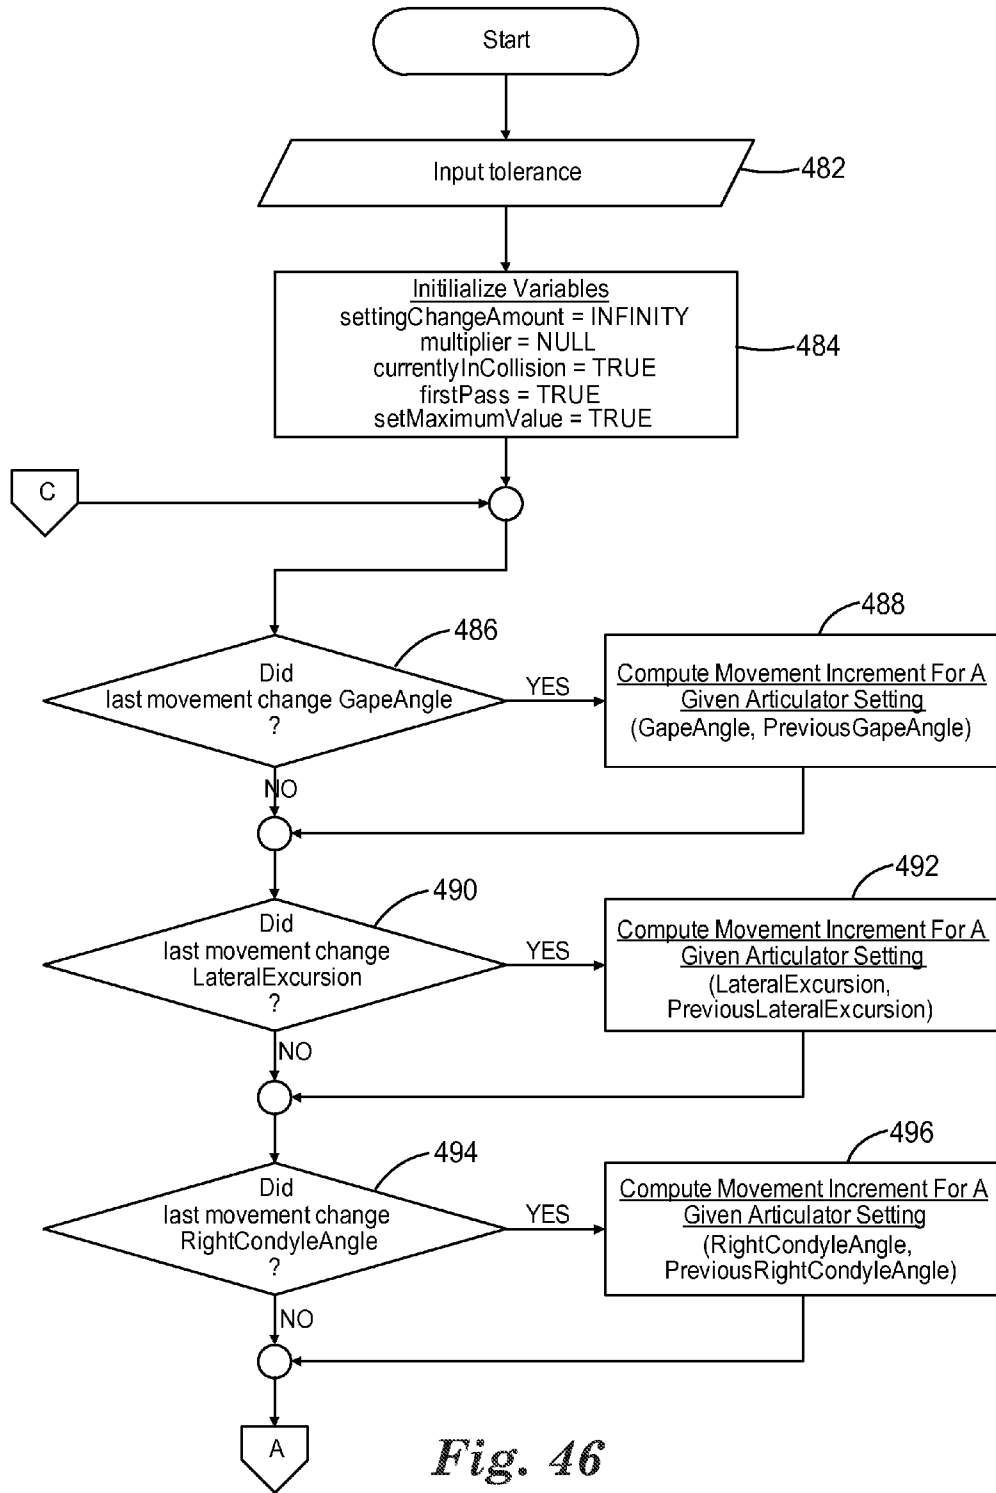 Start
Input tolerance
482
Initilialize Variables
settingChangeAmount = INFINITY
multiplier = NULL
currentlyInCollision = TRUE
firstPass = TRUE
setMaximumValue = TRUE
484
C
486
Did
last movement change GapeAngle
?
YES
488
Compute Movement Increment For A
Given Articulator Setting
(GapeAngle, PreviousGapeAngle)
NO
490
Did
last movement change
LateralExcursion
?
YES
492
Compute Movement Increment For A
Given Articulator Setting
(LateralExcursion,
PreviousLateralExcursion)
NO
494
Did
last movement change
RightCondyleAngle
?
YES
496
Compute Movement Increment For A
Given Articulator Setting
(RightCondyleAngle,
PreviousRightCondyleAngle)
NO
A
Fig. 46